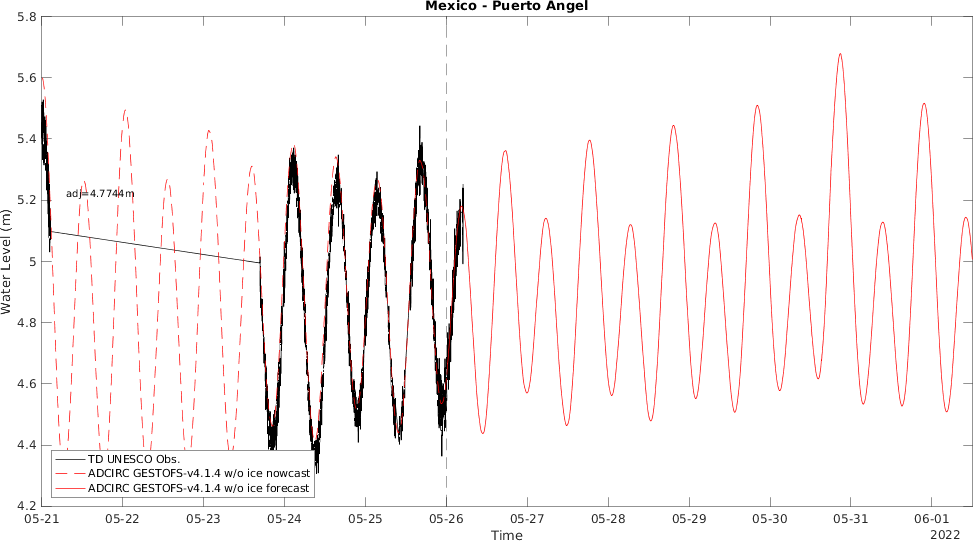 Mexico - Puerto Angel
Water Level (m)
5.8
5.6
5.4
5.2
5
4.8
4.6
4.4
4.2
adj=4.7744m
TD UNESCO Obs.
ADCIRC GESTOFS-v4.1.4 w/o ice nowcast
ADCIRC GESTOFS-v4.1.4 w/o ice forecast
05-21 05-22 05-23 05-24 05-25 05-26 05-27 05-28 05-29 05-30 05-31 06-01
Time
2022